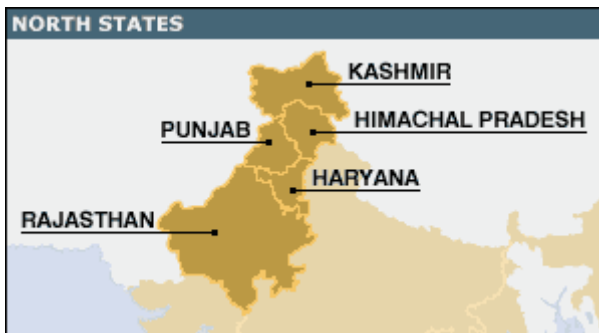 NORTH STATES
KASHMIR
PUNJAB
HIMACHAL PRADESH
HARYANA
RAJASTHAN